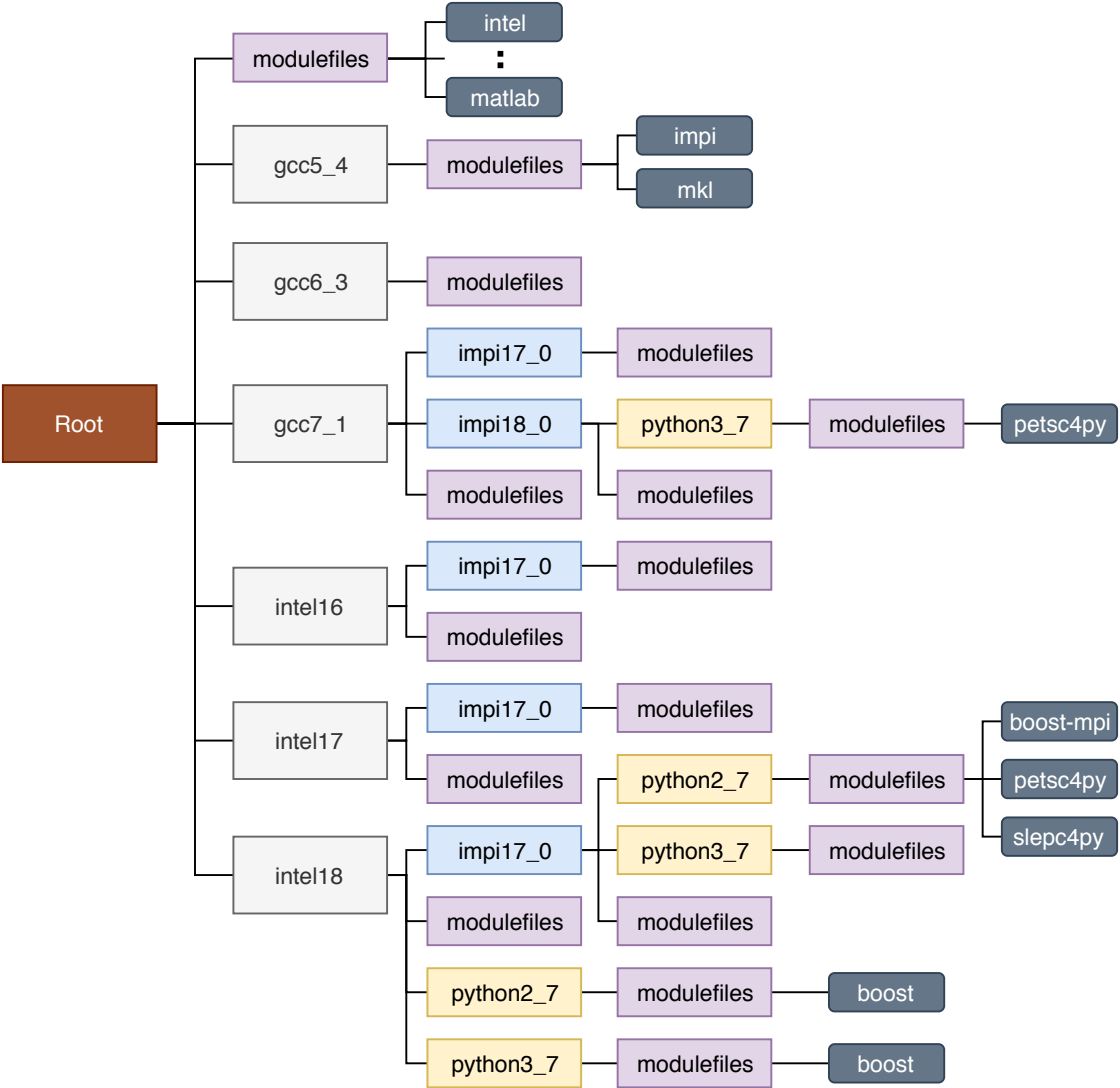 intel
modulefiles
:
matlab
impi
gcc5_4
modulefiles
mkl
gcc6_3
modulefiles
impi17_0
modulefiles
Root
gcc7_1
impi18_0
python3_7
modulefiles
petsc4py
modulefiles
modulefiles
impi17_0
modulefiles
intel16
modulefiles
impi17_0
modulefiles
boost-mpi
intel17
modulefiles
python2_7
modulefiles
petsc4py
slepc4py
impi17_0
python3_7
modulefiles
intel18
modulefiles
modulefiles
python2_7
modulefiles
boost
python3_7
modulefiles
boost